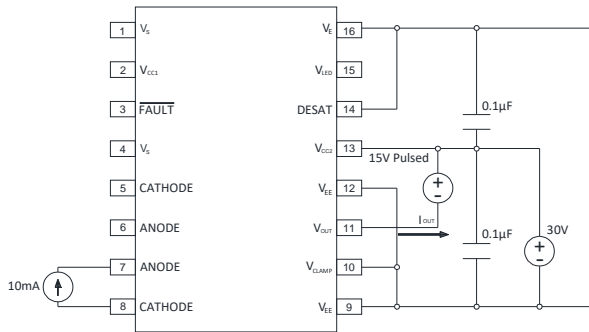 1 Vs VE 16
2 VCC1 VLED 15
3 FAULT DESAT 14
0.1μF
4 Vs VCC2 13
15V Pulsed
5 CATHODE VEE 12
6 ANODE VOUT 11
IOUT
0.1μF
30V
7 ANODE VCLAMP 10
10mA
8 CATHODE VEE 9